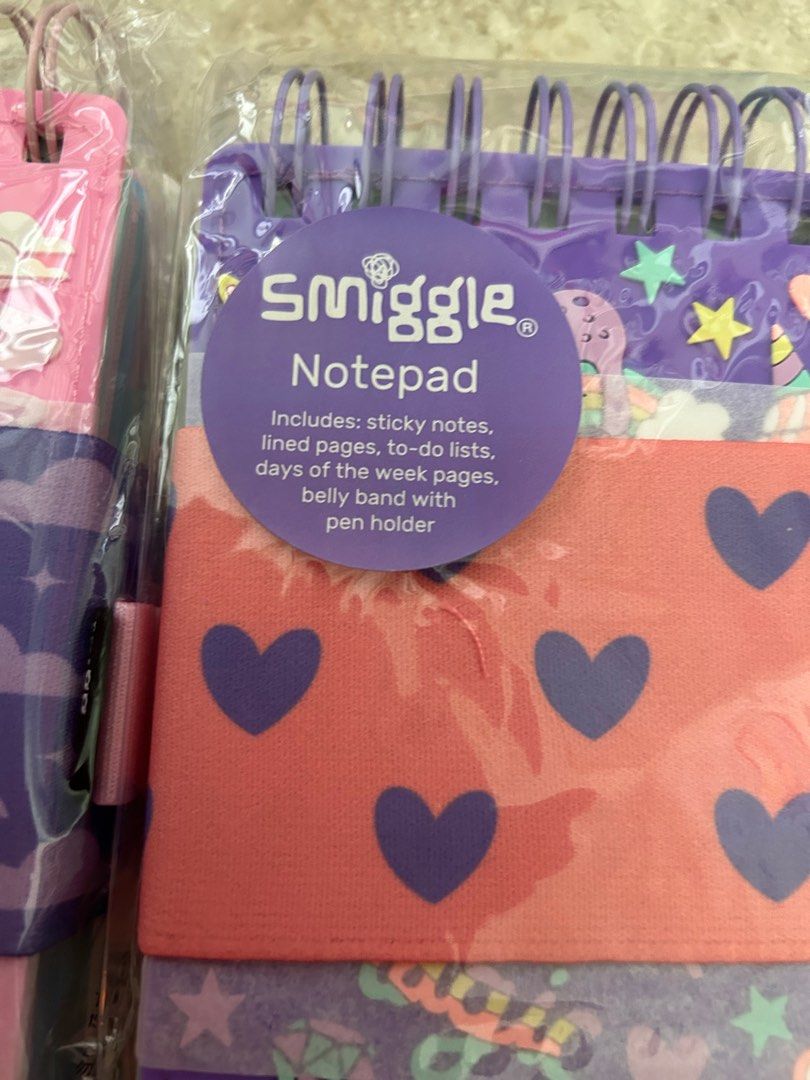 smiggle®
Notepad
Includes: sticky notes,
lined pages, to-do lists,
days of the week pages,
belly band with
pen holder